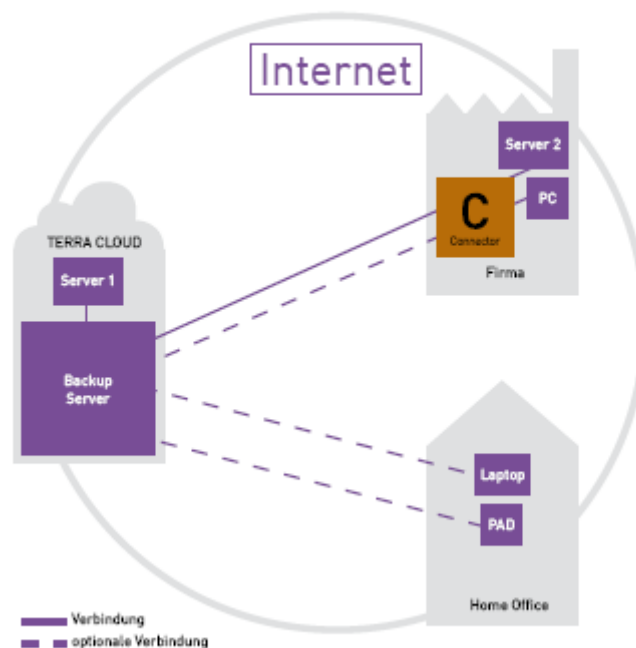 Internet
Server 2
PC
C
Connector
Firma
TERRA CLOUD
Server 1
Backup
Server
Laptop
PAD
Home Office
Verbindung
optionale Verbindung